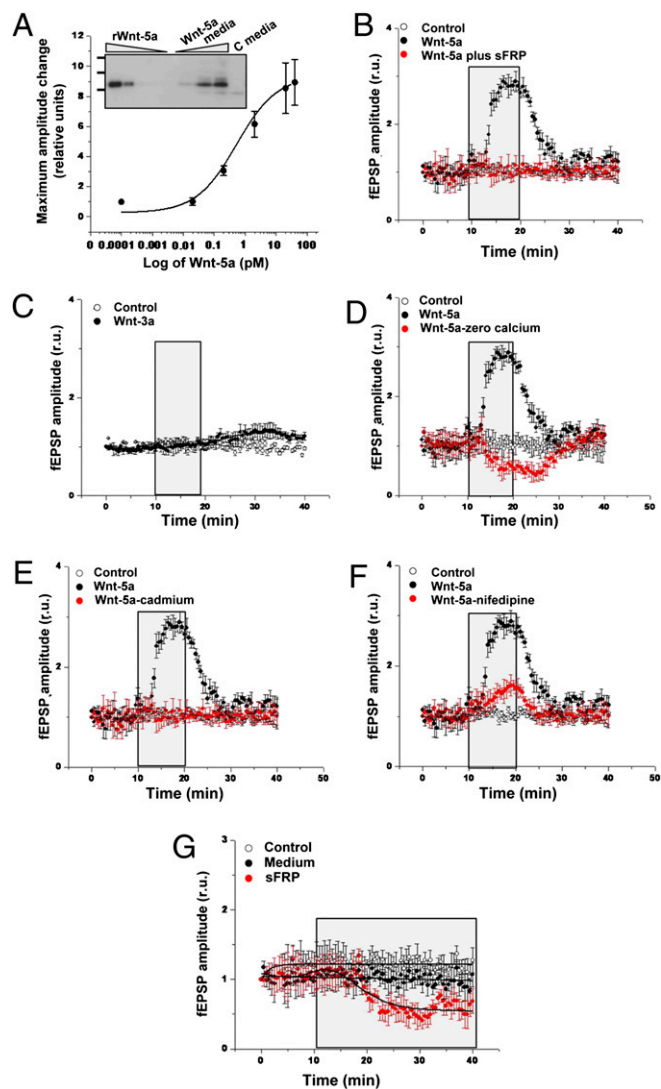 A
rWnt-5a
Wnt-5a media
C media
Maximum amplitude change
(relative units)
12
10
8
6
4
2
0
0 0.0001 0.01 0.1 1 10 100
Log of Wnt-5a (pM)
B
Control
Wnt-5a
Wnt-5a plus sFRP
fEPSP amplitude (r.u.)
4
2
0
0 10 20 30 40 50
Time (min)
C
Control
Wnt-3a
fEPSP amplitude (r.u.)
4
2
0
0 10 20 30 40 50
Time (min)
D
Control
Wnt-5a
Wnt-5a-zero calcium
fEPSP amplitude (r.u.)
4
2
0
0 10 20 30 40 50
Time (min)
E
Control
Wnt-5a
Wnt-5a-cadmium
fEPSP amplitude (r.u.)
4
2
0
0 10 20 30 40 50
Time (min)
F
Control
Wnt-5a
Wnt-5a-nifedipine
fEPSP amplitude (r.u.)
4
2
0
0 10 20 30 40 50
Time (min)
G
Control
Medium
sFRP
fEPSP amplitude (r.u.)
3
2
1
0
0 10 20 30 40
Time (min)